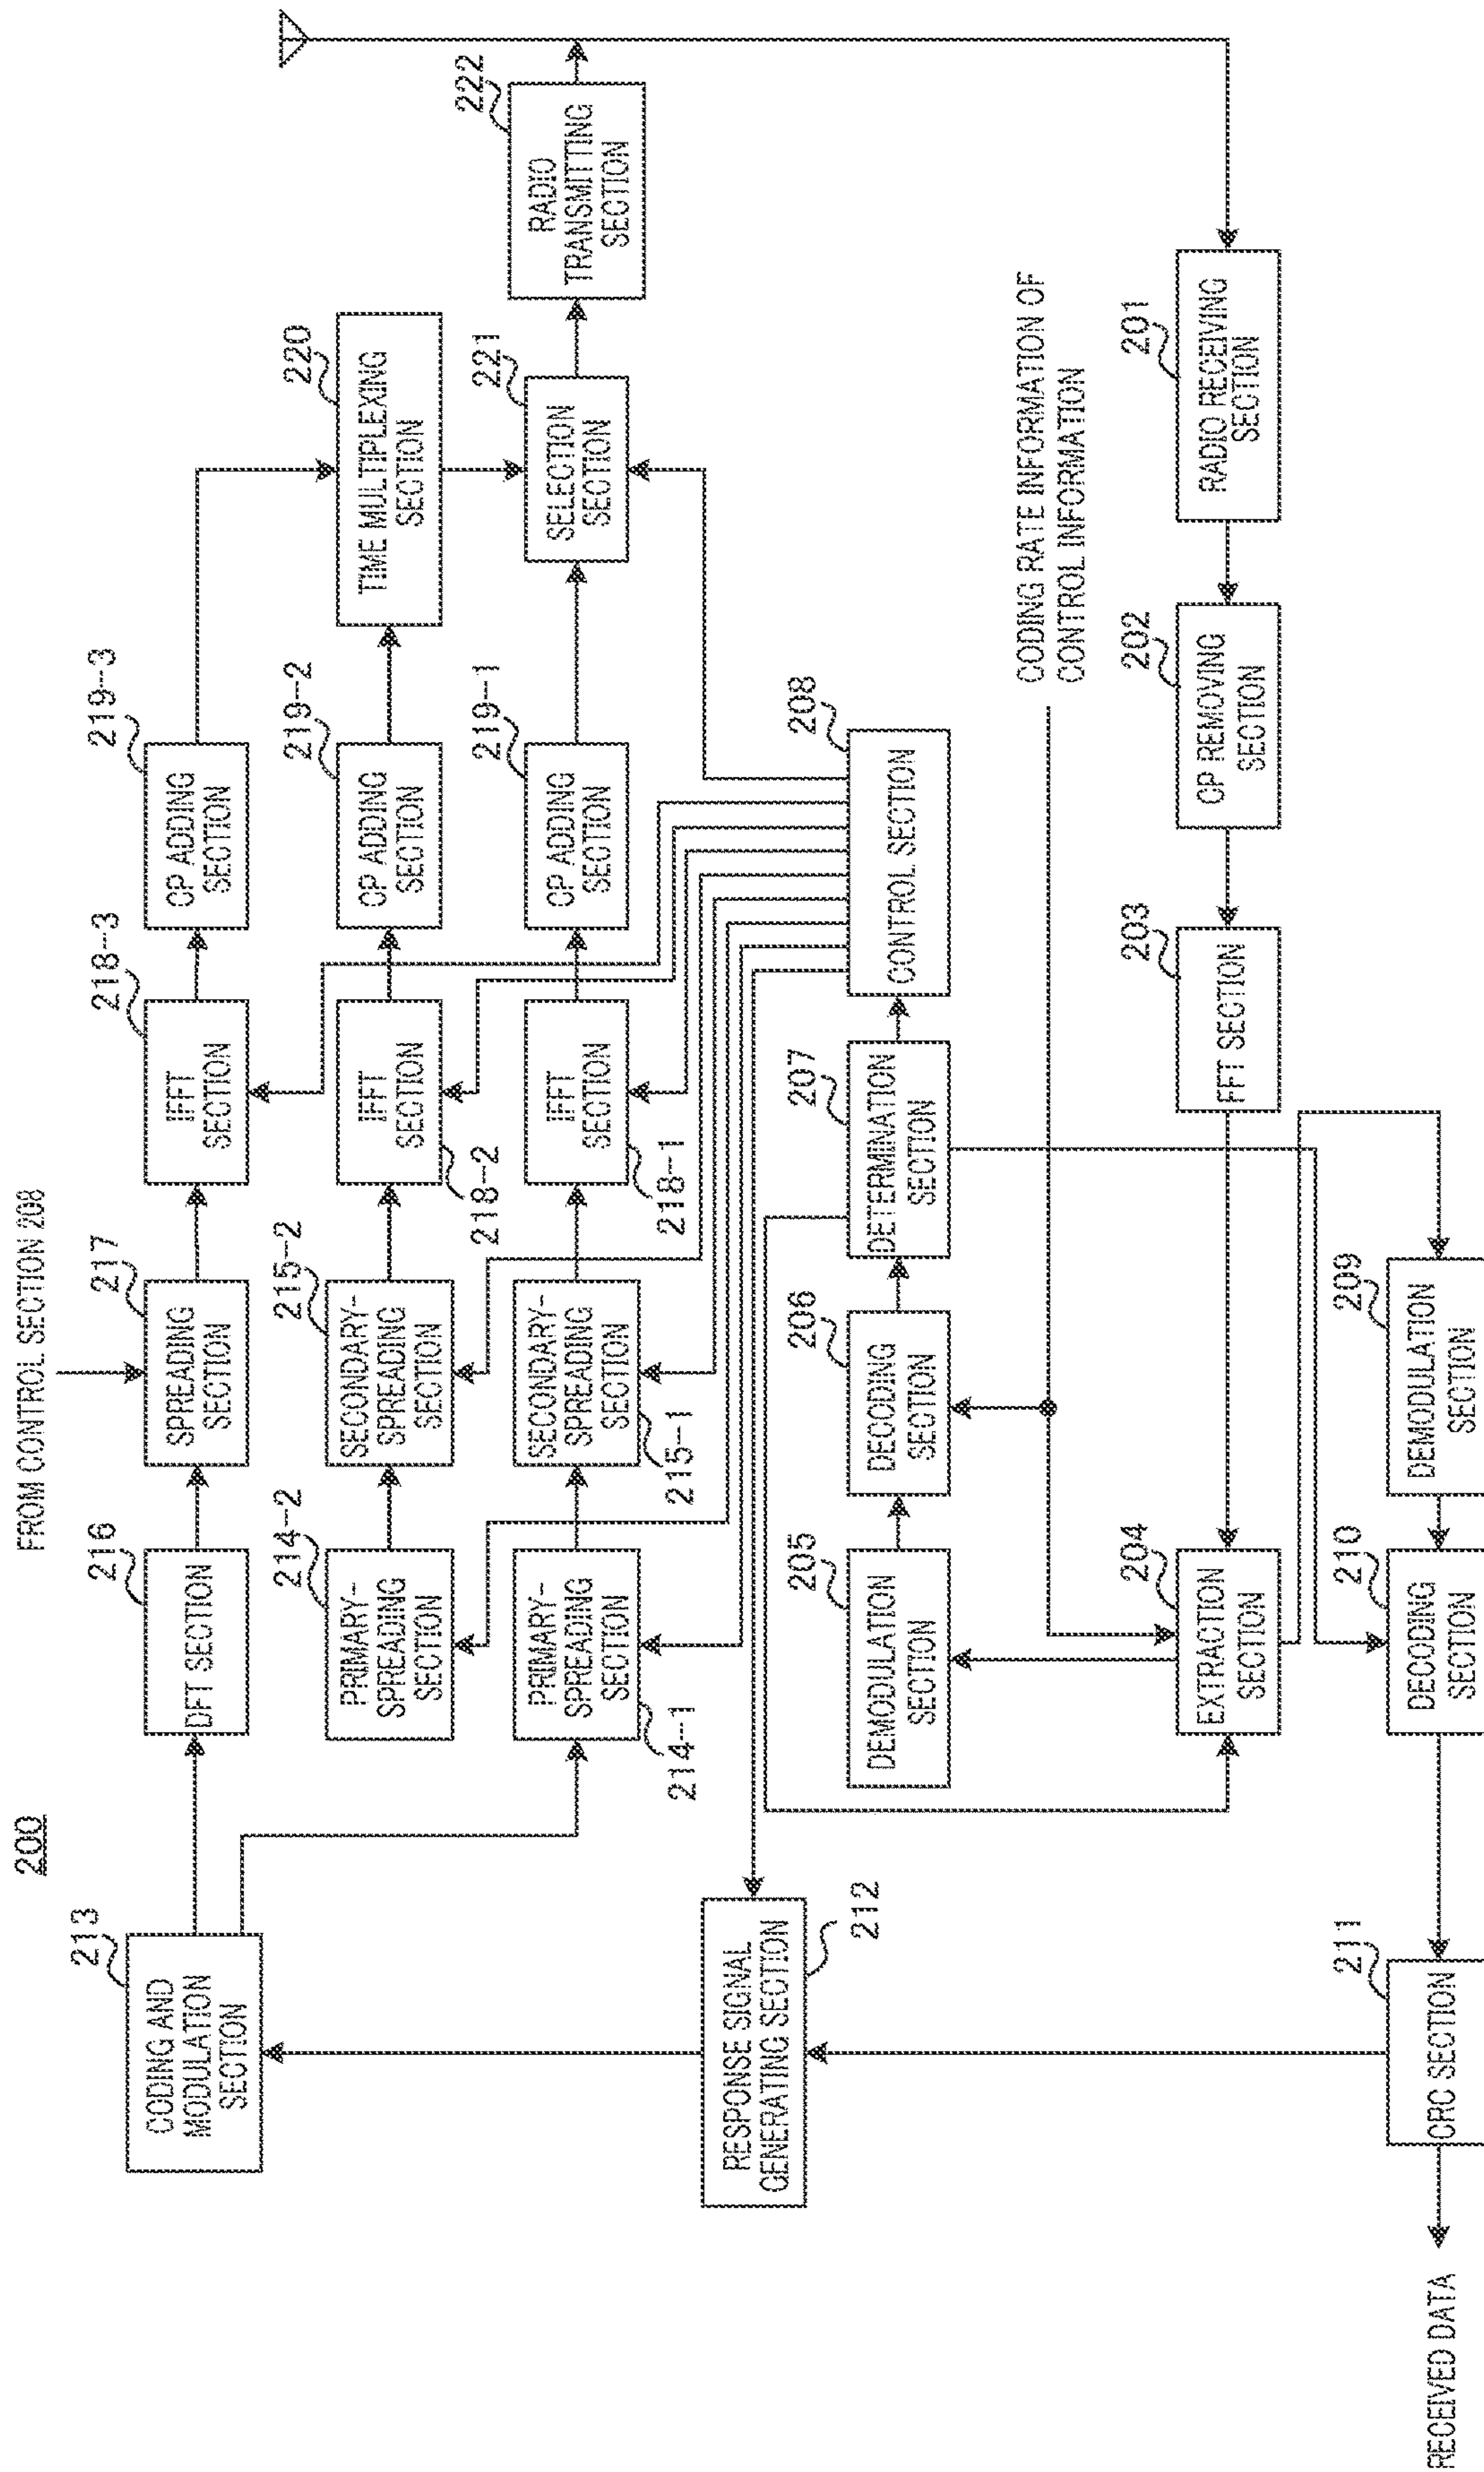 200
FROM CONTROL SECTION 208
213
CODING AND
MODULATION
SECTION
216
DFT SECTION
217
SPREADING
SECTION
218-3
IFFT
SECTION
219-3
CP ADDING
SECTION
214-2
PRIMARY-
SPREADING
SECTION
215-2
SECONDARY-
SPREADING
SECTION
218-2
IFFT
SECTION
219-2
CP ADDING
SECTION
220
TIME MULTIPLEXING
SECTION
214-1
PRIMARY-
SPREADING
SECTION
215-1
SECONDARY-
SPREADING
SECTION
218-1
IFFT
SECTION
219-1
CP ADDING
SECTION
221
SELECTION
SECTION
222
RADIO
TRANSMITTING
SECTION
212
RESPONSE SIGNAL
GENERATING SECTION
205
DEMODULATION
SECTION
206
DECODING
SECTION
207
DETERMINATION
SECTION
208
CONTROL SECTION
CODING RATE INFORMATION OF
CONTROL INFORMATION
204
EXTRACTION
SECTION
203
FFT SECTION
202
CP REMOVING
SECTION
201
RADIO RECEIVING
SECTION
RECEIVED DATA
211
CRC SECTION
210
DECODING
SECTION
209
DEMODULATION
SECTION